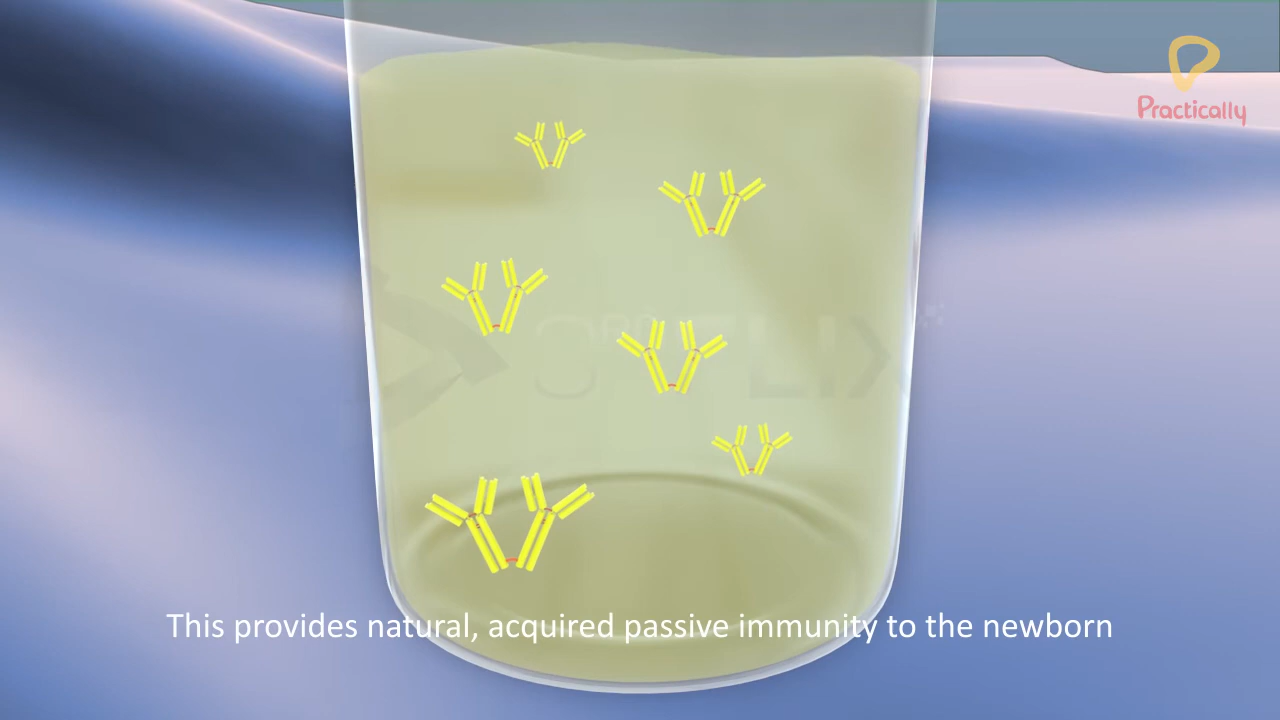 Practically
This provides natural, acquired passive immunity to the newborn